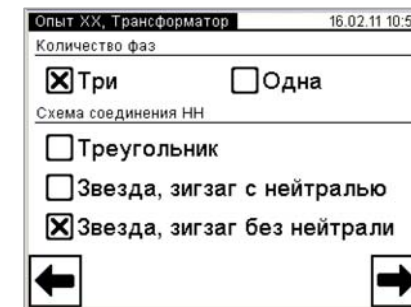 Опыт XX, Трансформатор 16.02.11 10:5
Количество фаз
Три Одна
Схема соединения НН
Треугольник
Звезда, зигзаг с нейтралью
Звезда, зигзаг без нейтрали